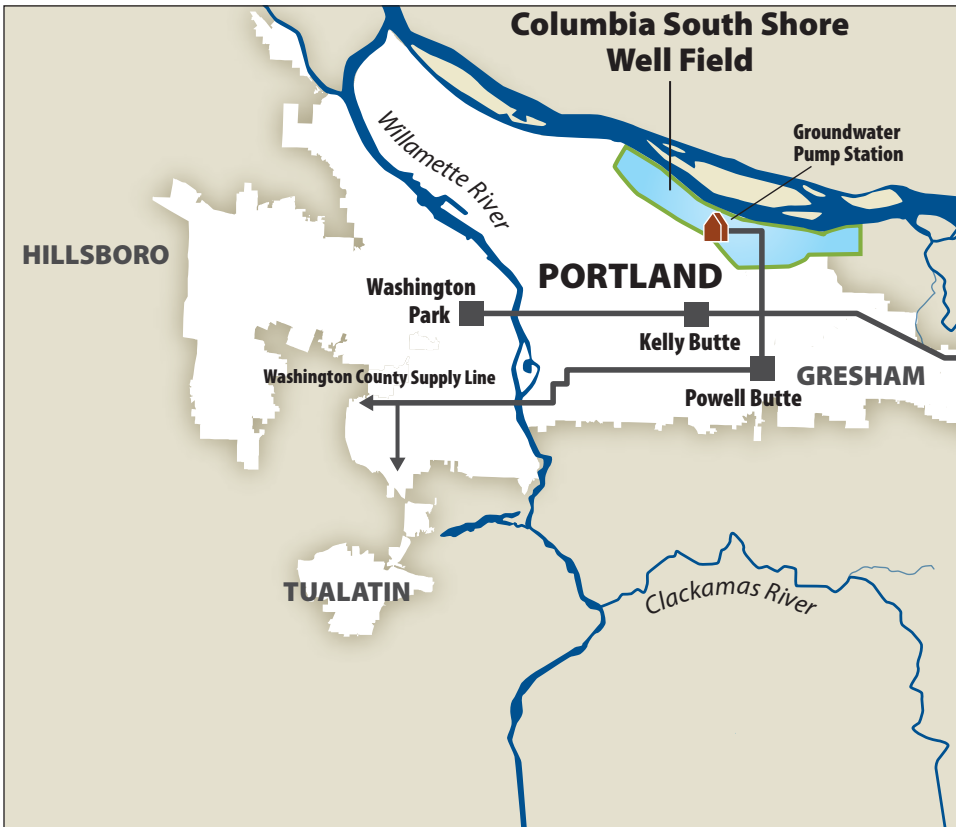 Columbia South Shore
Well Field
Groundwater
Pump Station
Willamette River
HILLSBORO
PORTLAND
Washington
Park
Kelly Butte
Washington County Supply Line
GRESHAM
Powell Butte
TUALATIN
Clackamas River